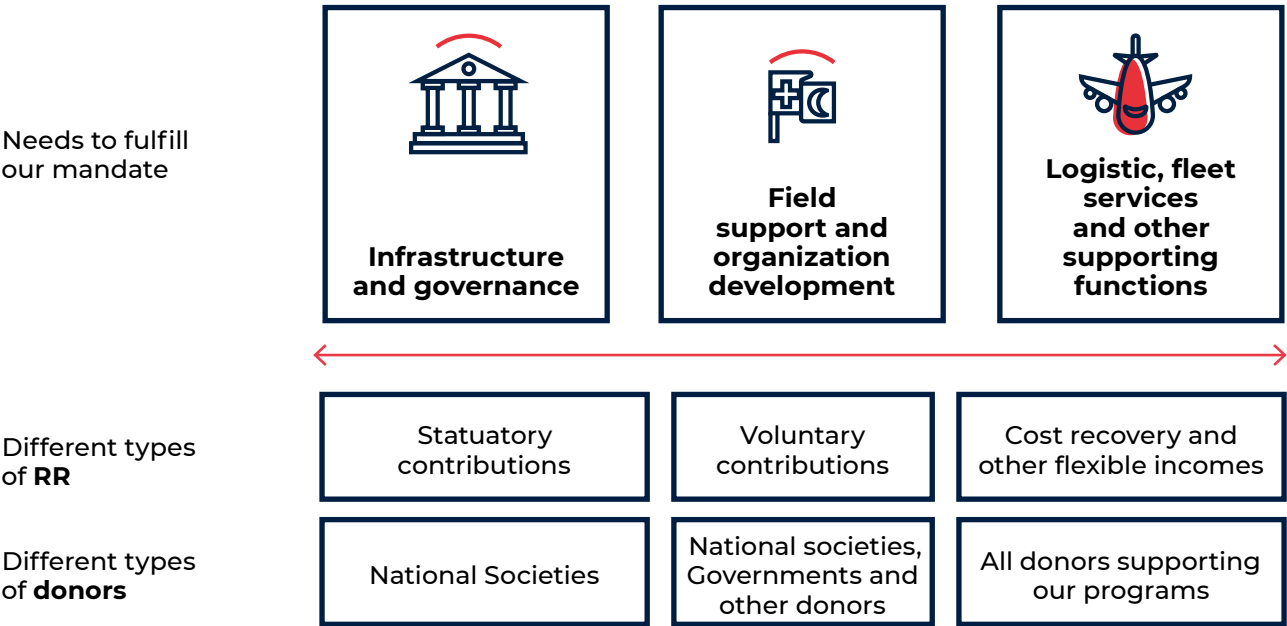 Needs to fulfill
our mandate
Infrastructure
and governance
Field
support and
organization
development
Logistic, fleet
services
and other
supporting
functions
Different types
of RR
Statuatory
contributions
Voluntary
contributions
Cost recovery and
other flexible incomes
Different types
of donors
National Societies
National societies,
Governments and
other donors
All donors supporting
our programs